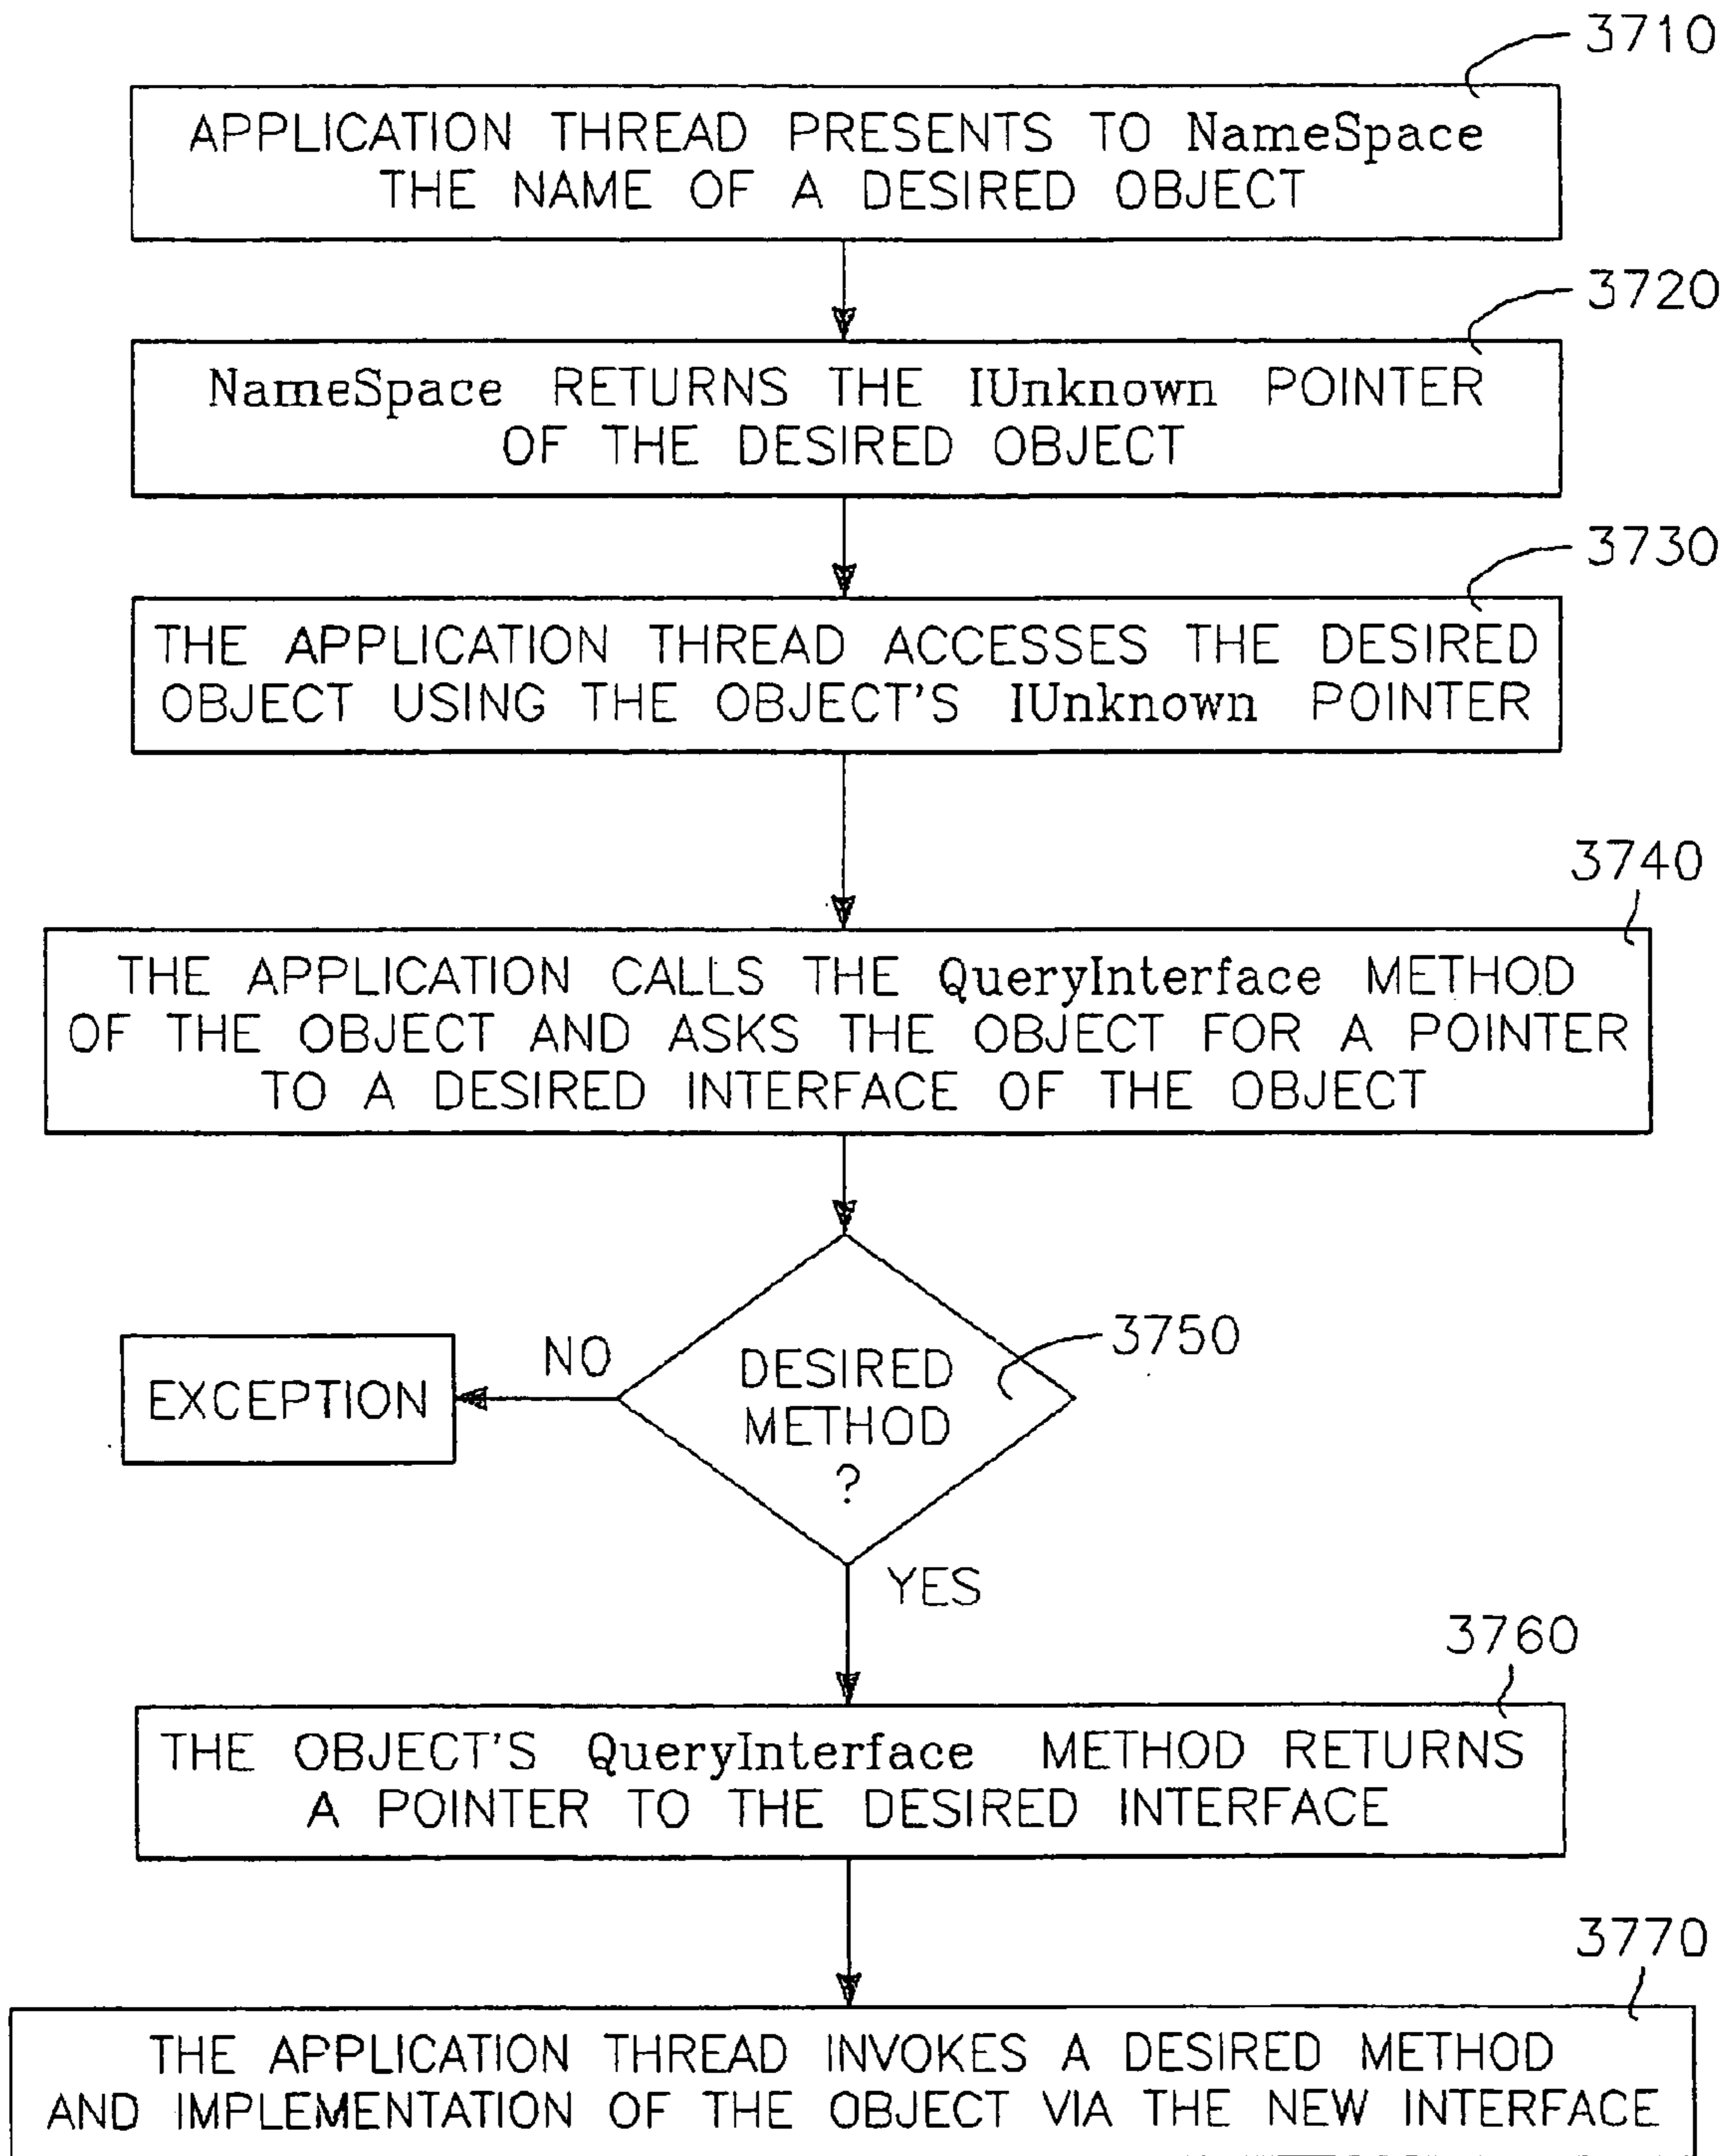 3710
APPLICATION THREAD PRESENTS TO NameSpace
THE NAME OF A DESIRED OBJECT
3720
NameSpace RETURNS THE IUnknown POINTER
OF THE DESIRED OBJECT
3730
THE APPLICATION THREAD ACCESSES THE DESIRED
OBJECT USING THE OBJECT'S IUnknown POINTER
3740
THE APPLICATION CALLS THE QueryInterface METHOD
OF THE OBJECT AND ASKS THE OBJECT FOR A POINTER
TO A DESIRED INTERFACE OF THE OBJECT
3750
DESIRED
METHOD
?
NO
EXCEPTION
YES
3760
THE OBJECT'S QueryInterface METHOD RETURNS
A POINTER TO THE DESIRED INTERFACE
3770
THE APPLICATION THREAD INVOKES A DESIRED METHOD
AND IMPLEMENTATION OF THE OBJECT VIA THE NEW INTERFACE